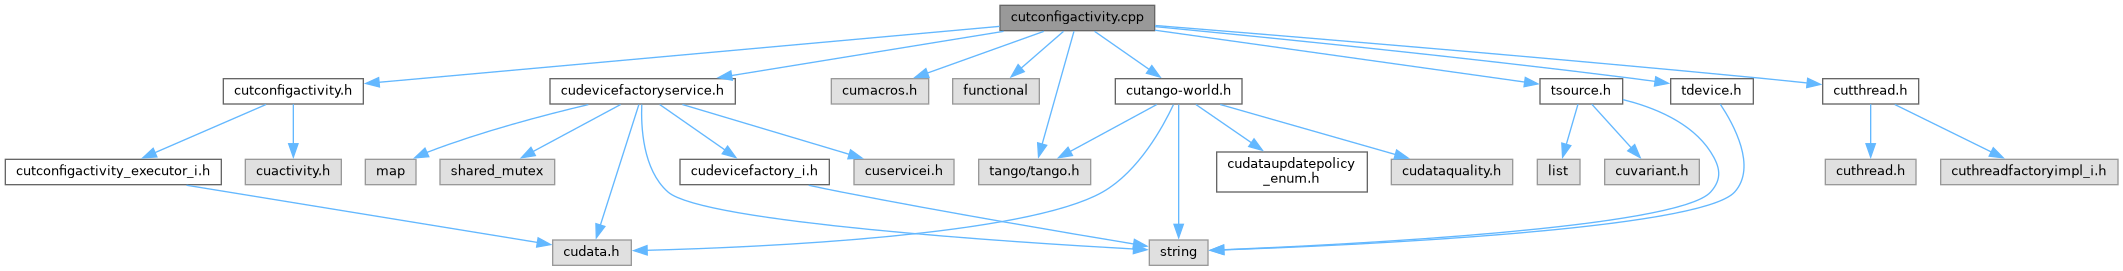 cutconfigactivity.cpp
cutconfigactivity.h
cudevicefactoryservice.h
cumacros.h
functional
cutango-world.h
tsource.h
tdevice.h
cutthread.h
cutconfigactivity_executor_i.h
cuactivity.h
map
shared_mutex
cudevicefactory_i.h
cuservicei.h
tango/tango.h
cudataupdatepolicy
_enum.h
cudataquality.h
list
cuvariant.h
cuthread.h
cuthreadfactoryimpl_i.h
cudata.h
string